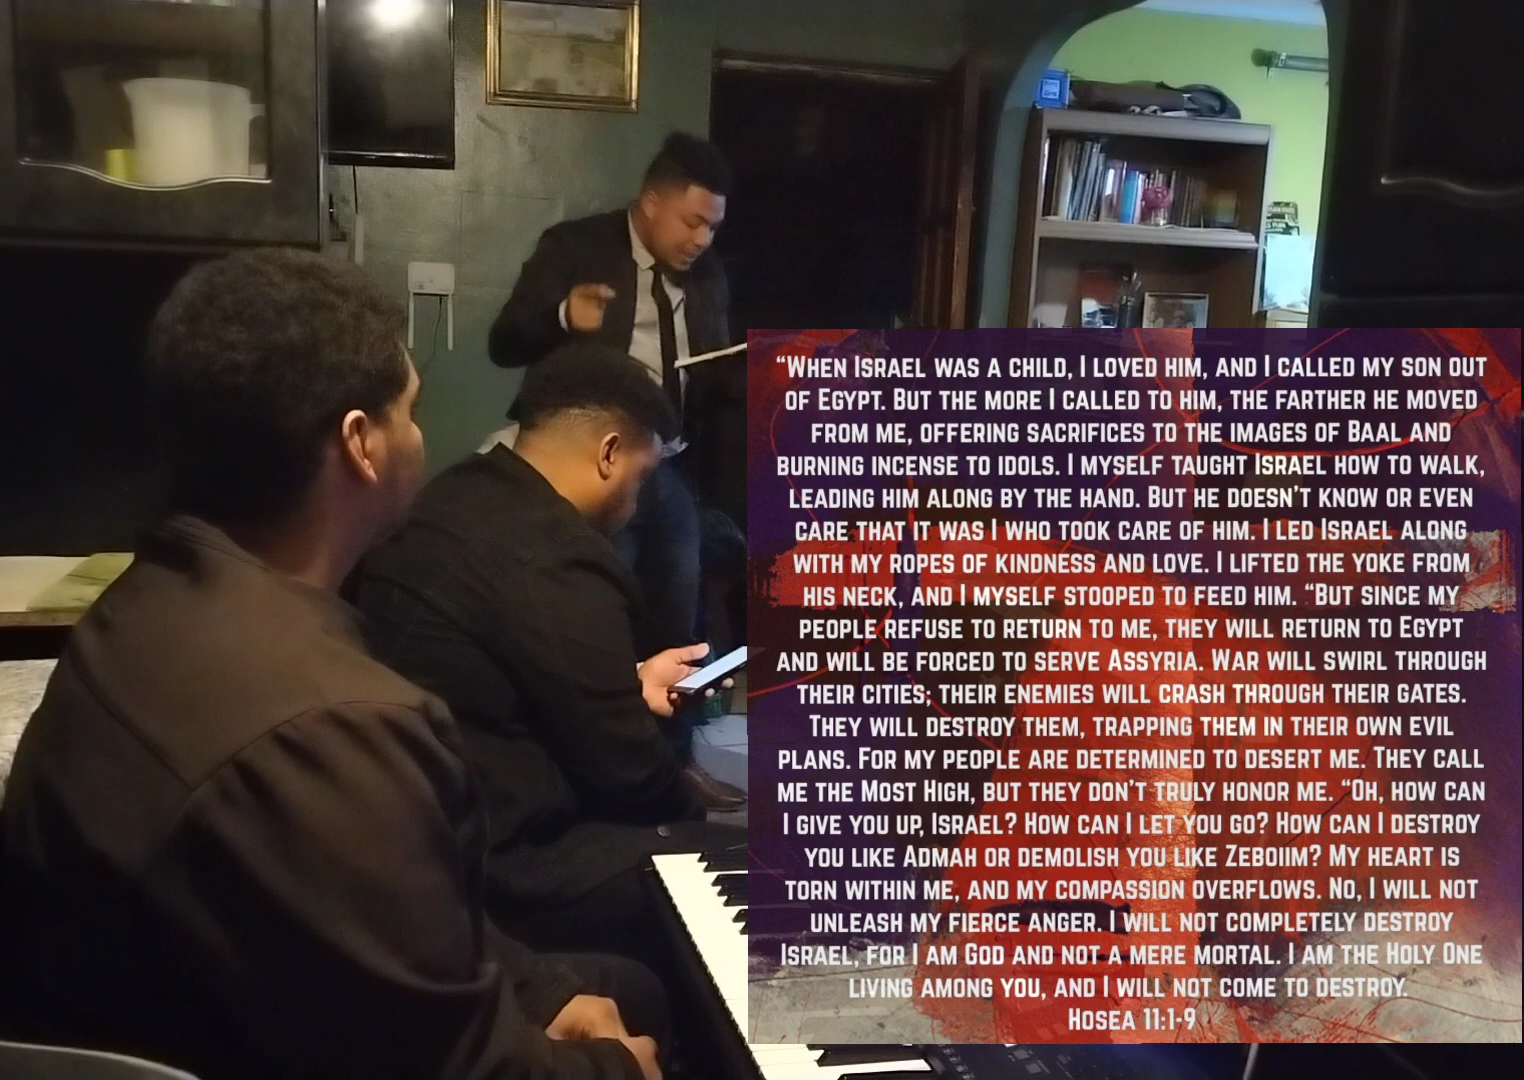 “When Israel was a child, I loved him, and I called my son out
of Egypt. But the more I called to him, the farther he moved
from me, offering sacrifices to the images of Baal and
burning incense to idols. I myself taught Israel how to walk,
leading him along by the hand. But he doesn’t know or even
care that it was I who took care of him. I led Israel along
with my ropes of kindness and love. I lifted the yoke from
his neck, and I myself stooped to feed him. “But since my
people refuse to return to me, they will return to Egypt
and will be forced to serve Assyria. War will swirl through
their cities; their enemies will crash through their gates.
They will destroy them, trapping them in their own evil
plans. For my people are determined to desert me. They call
me the Most High, but they don’t truly honor me. “Oh, how can
I give you up, Israel? How can I let you go? How can I destroy
you like Admah or demolish you like Zeboiim? My heart is
torn within me, and my compassion overflows. No, I will not
unleash my fierce anger. I will not completely destroy
Israel, for I am God and not a mere mortal. I am the Holy One
living among you, and I will not come to destroy.
Hosea 11:1-9